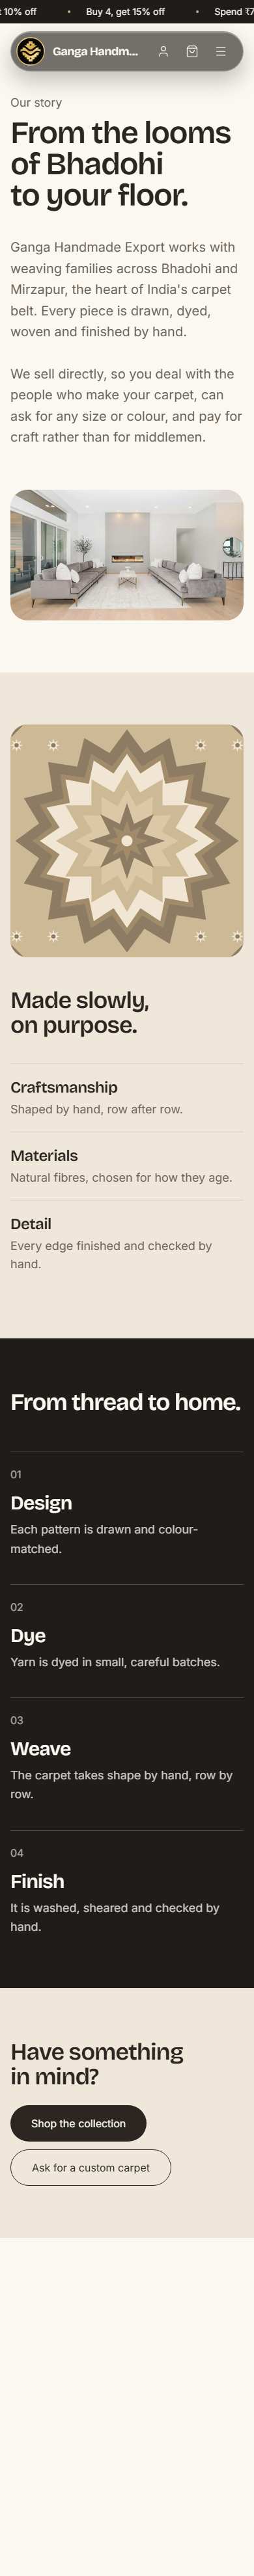 10% off • Buy 4, get 15% off • Spend ₹7
Ganga Handm...
Our story
From the looms
of Bhadohi
to your floor.
Ganga Handmade Export works with
weaving families across Bhadohi and
Mirzapur, the heart of India's carpet
belt. Every piece is drawn, dyed,
woven and finished by hand.
We sell directly, so you deal with the
people who make your carpet, can
ask for any size or colour, and pay for
craft rather than for middlemen.
Made slowly,
on purpose.
Craftsmanship
Shaped by hand, row after row.
Materials
Natural fibres, chosen for how they age.
Detail
Every edge finished and checked by
hand.
From thread to home.
01
Design
Each pattern is drawn and colour-
matched.
02
Dye
Yarn is dyed in small, careful batches.
03
Weave
The carpet takes shape by hand, row by
row.
04
Finish
It is washed, sheared and checked by
hand.
Have something
in mind?
Shop the collection
Ask for a custom carpet